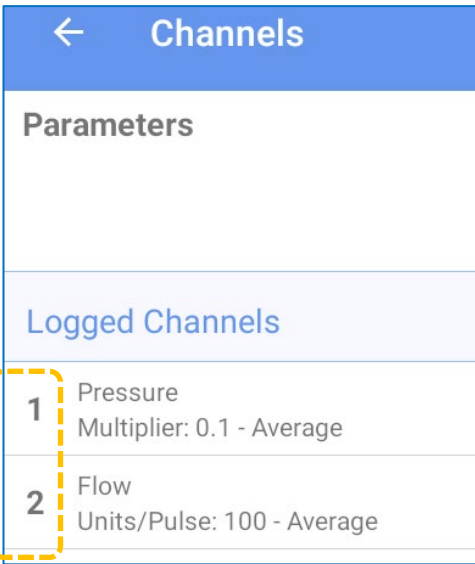 Channels
Parameters
Logged Channels
1
Pressure
Multiplier: 0.1 - Average
2
Flow
Units/Pulse: 100 - Average